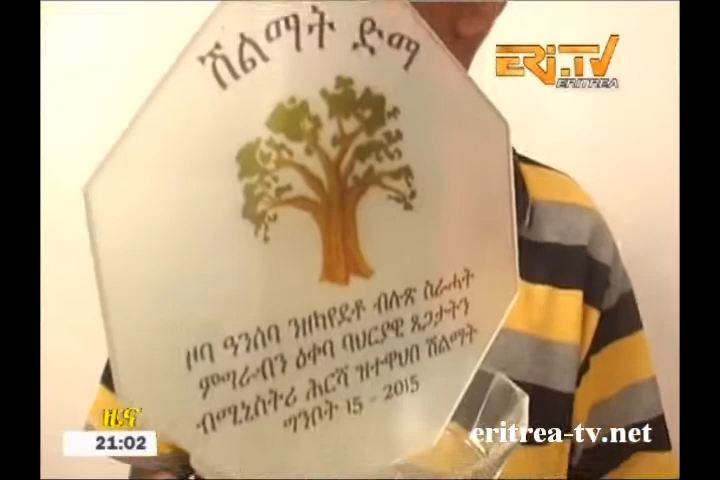 ሽልማት ድማ
ERi.TV
ERITREA
ዞባ ዓንሰባ ንዘካየደቶ ብሉጽ ስራሓት
ምግራብን ዕቀባ ባህርያዊ ጸጋታትን
ብሚኒስትሪ ሕርሻ ዝተዋህበ ሽልማት
ግንቦት 15 - 2015
ዜና
21:02
eritrea-tv.net